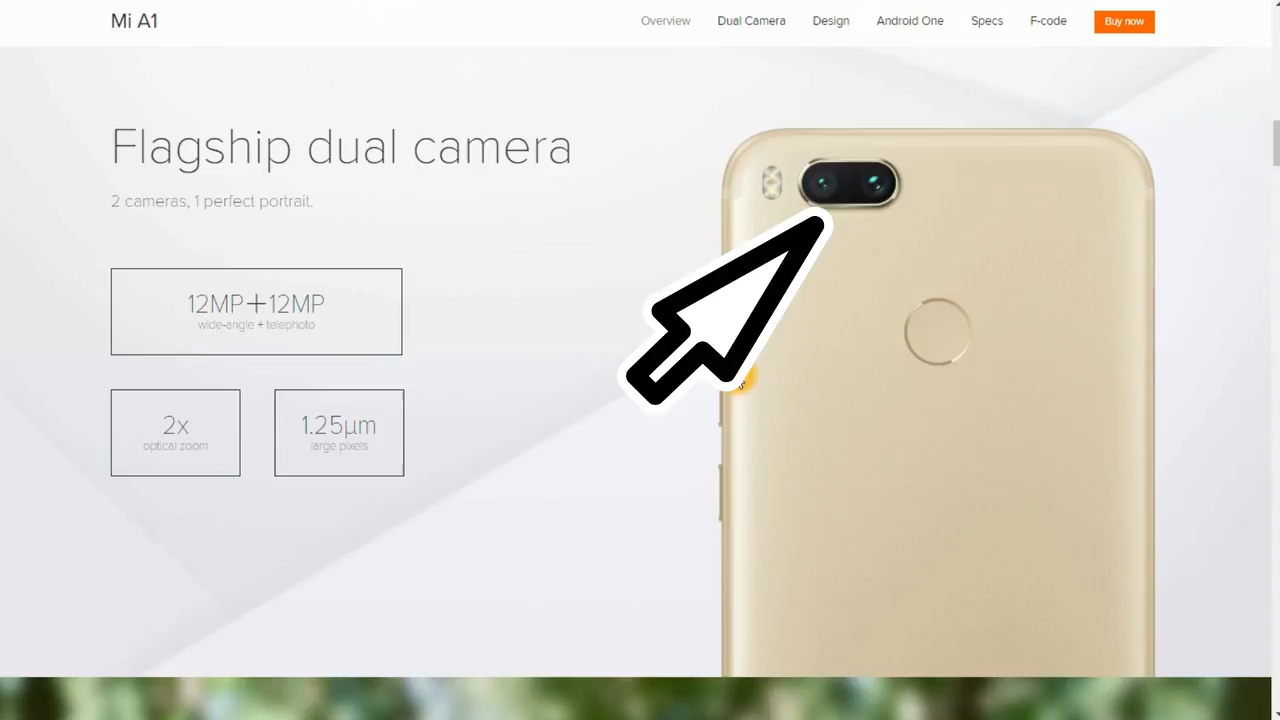 Mi A1
Overview
Dual Camera
Design
Android One
Specs
F-code
Buy now
Flagship dual camera
2 cameras, 1 perfect portrait.
12MP+12MP
wide-angle + telephoto
2x
optical zoom
1.25µm
large pixels